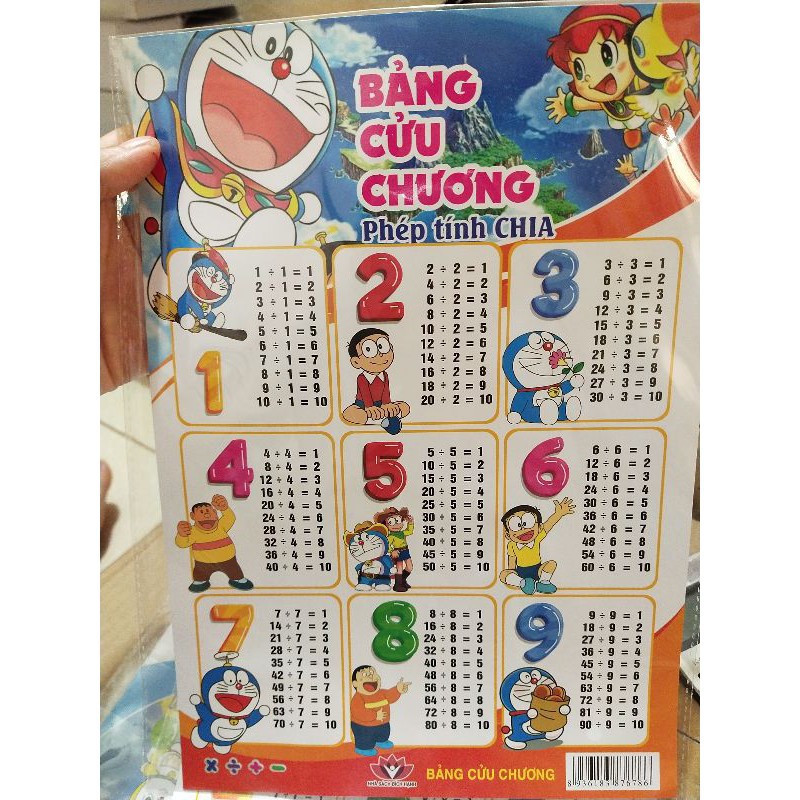 BẢNG
CỬU
CHƯƠNG
Phép tính CHIA
1
1 ÷ 1 = 1
2 ÷ 1 = 2
3 ÷ 1 = 3
4 ÷ 1 = 4
5 ÷ 1 = 5
6 ÷ 1 = 6
7 ÷ 1 = 7
8 ÷ 1 = 8
9 ÷ 1 = 9
10 ÷ 1 = 10
2
2 ÷ 2 = 1
4 ÷ 2 = 2
6 ÷ 2 = 3
8 ÷ 2 = 4
10 ÷ 2 = 5
12 ÷ 2 = 6
14 ÷ 2 = 7
16 ÷ 2 = 8
18 ÷ 2 = 9
20 ÷ 2 = 10
3
3 ÷ 3 = 1
6 ÷ 3 = 2
9 ÷ 3 = 3
12 ÷ 3 = 4
15 ÷ 3 = 5
18 ÷ 3 = 6
21 ÷ 3 = 7
24 ÷ 3 = 8
27 ÷ 3 = 9
30 ÷ 3 = 10
4
4 ÷ 4 = 1
8 ÷ 4 = 2
12 ÷ 4 = 3
16 ÷ 4 = 4
20 ÷ 4 = 5
24 ÷ 4 = 6
28 ÷ 4 = 7
32 ÷ 4 = 8
36 ÷ 4 = 9
40 ÷ 4 = 10
5
5 ÷ 5 = 1
10 ÷ 5 = 2
15 ÷ 5 = 3
20 ÷ 5 = 4
25 ÷ 5 = 5
30 ÷ 5 = 6
35 ÷ 5 = 7
40 ÷ 5 = 8
45 ÷ 5 = 9
50 ÷ 5 = 10
6
6 ÷ 6 = 1
12 ÷ 6 = 2
18 ÷ 6 = 3
24 ÷ 6 = 4
30 ÷ 6 = 5
36 ÷ 6 = 6
42 ÷ 6 = 7
48 ÷ 6 = 8
54 ÷ 6 = 9
60 ÷ 6 = 10
7
7 ÷ 7 = 1
14 ÷ 7 = 2
21 ÷ 7 = 3
28 ÷ 7 = 4
35 ÷ 7 = 5
42 ÷ 7 = 6
49 ÷ 7 = 7
56 ÷ 7 = 8
63 ÷ 7 = 9
70 ÷ 7 = 10
8
8 ÷ 8 = 1
16 ÷ 8 = 2
24 ÷ 8 = 3
32 ÷ 8 = 4
40 ÷ 8 = 5
48 ÷ 8 = 6
56 ÷ 8 = 7
64 ÷ 8 = 8
72 ÷ 8 = 9
80 ÷ 8 = 10
9
9 ÷ 9 = 1
18 ÷ 9 = 2
27 ÷ 9 = 3
36 ÷ 9 = 4
45 ÷ 9 = 5
54 ÷ 9 = 6
63 ÷ 9 = 7
72 ÷ 9 = 8
81 ÷ 9 = 9
90 ÷ 9 = 10
× ÷ + −
NHÀ SÁCH BÍCH HẠNH
BẢNG CỬU CHƯƠNG
8 936185 876786